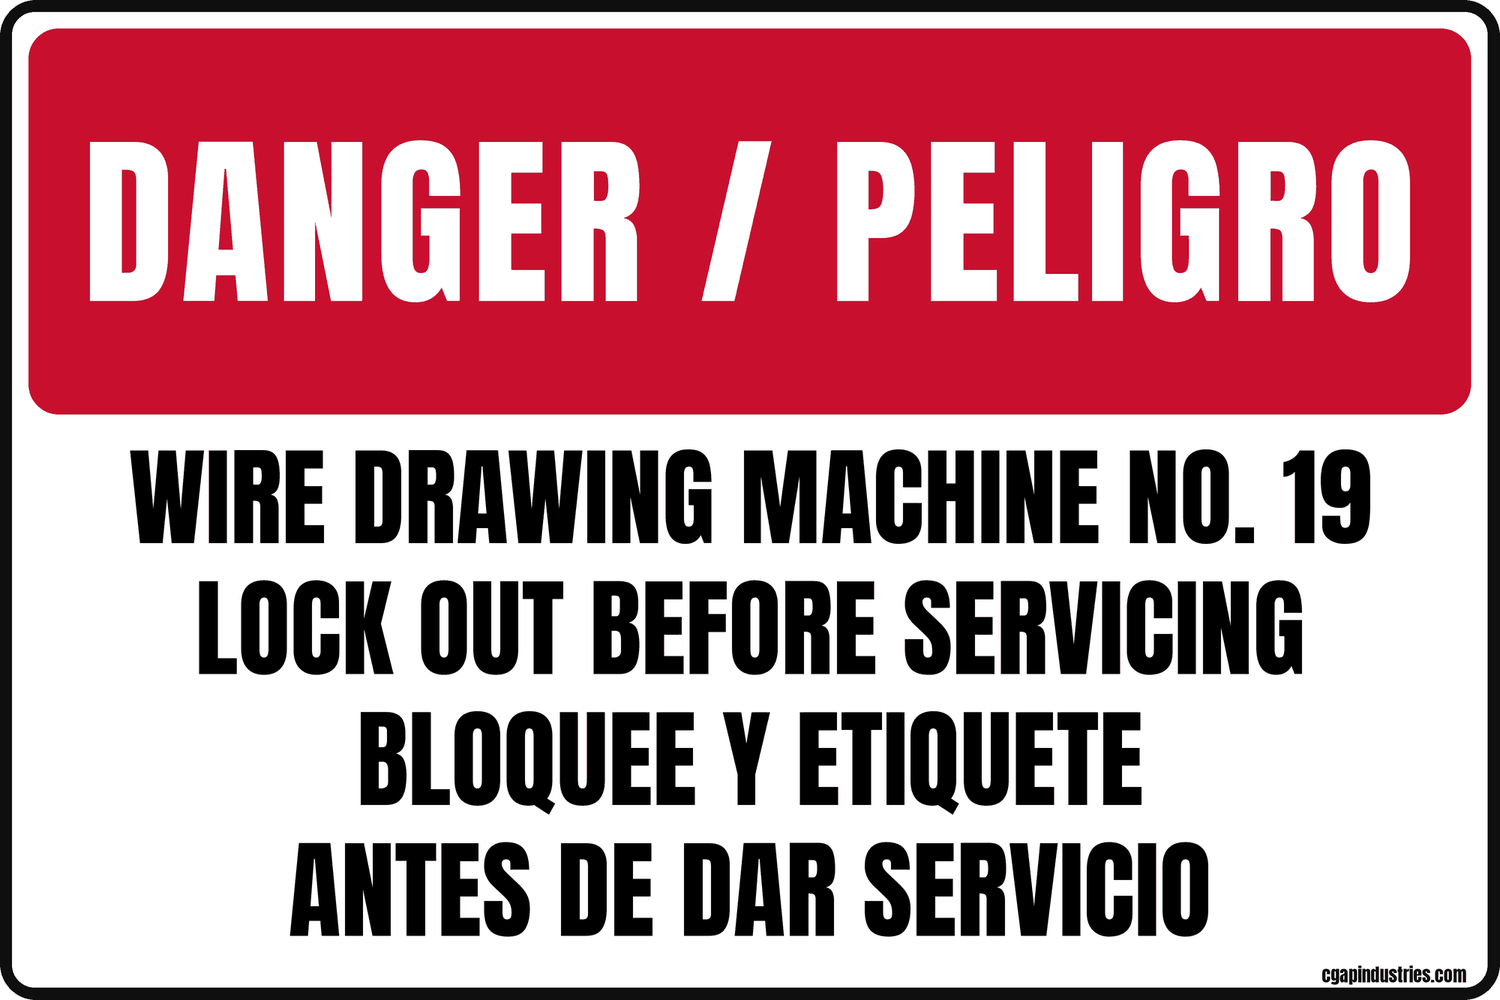 DANGER / PELIGRO
WIRE DRAWING MACHINE NO. 19
LOCK OUT BEFORE SERVICING
BLOQUEE Y ETIQUETE
ANTES DE DAR SERVICIO
cgapindustries.com